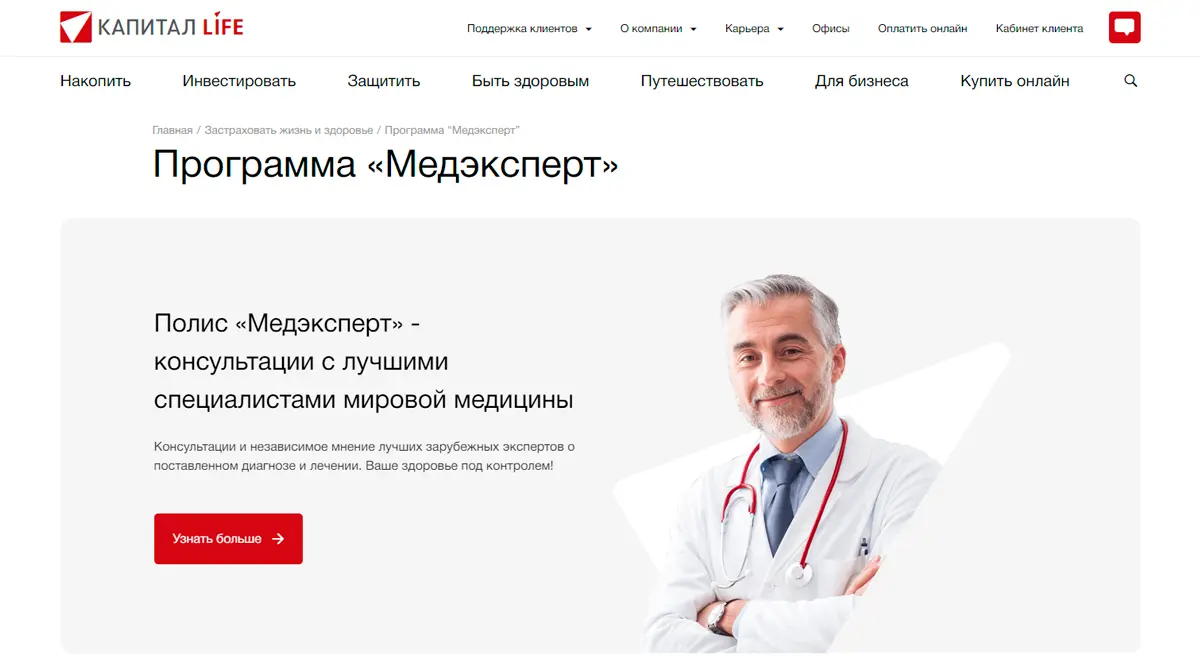 КАПИТАЛ LIFE
Поддержка клиентов
О компании
Карьера
Офисы
Оплатить онлайн
Кабинет клиента
Накопить
Инвестировать
Защитить
Быть здоровым
Путешествовать
Для бизнеса
Купить онлайн
Главная / Застраховать жизнь и здоровье / Программа “Медэксперт”
Программа «Медэксперт»
Полис «Медэксперт» -
консультации с лучшими
специалистами мировой медицины
Консультации и независимое мнение лучших зарубежных экспертов о
поставленном диагнозе и лечении. Ваше здоровье под контролем!
Узнать больше →